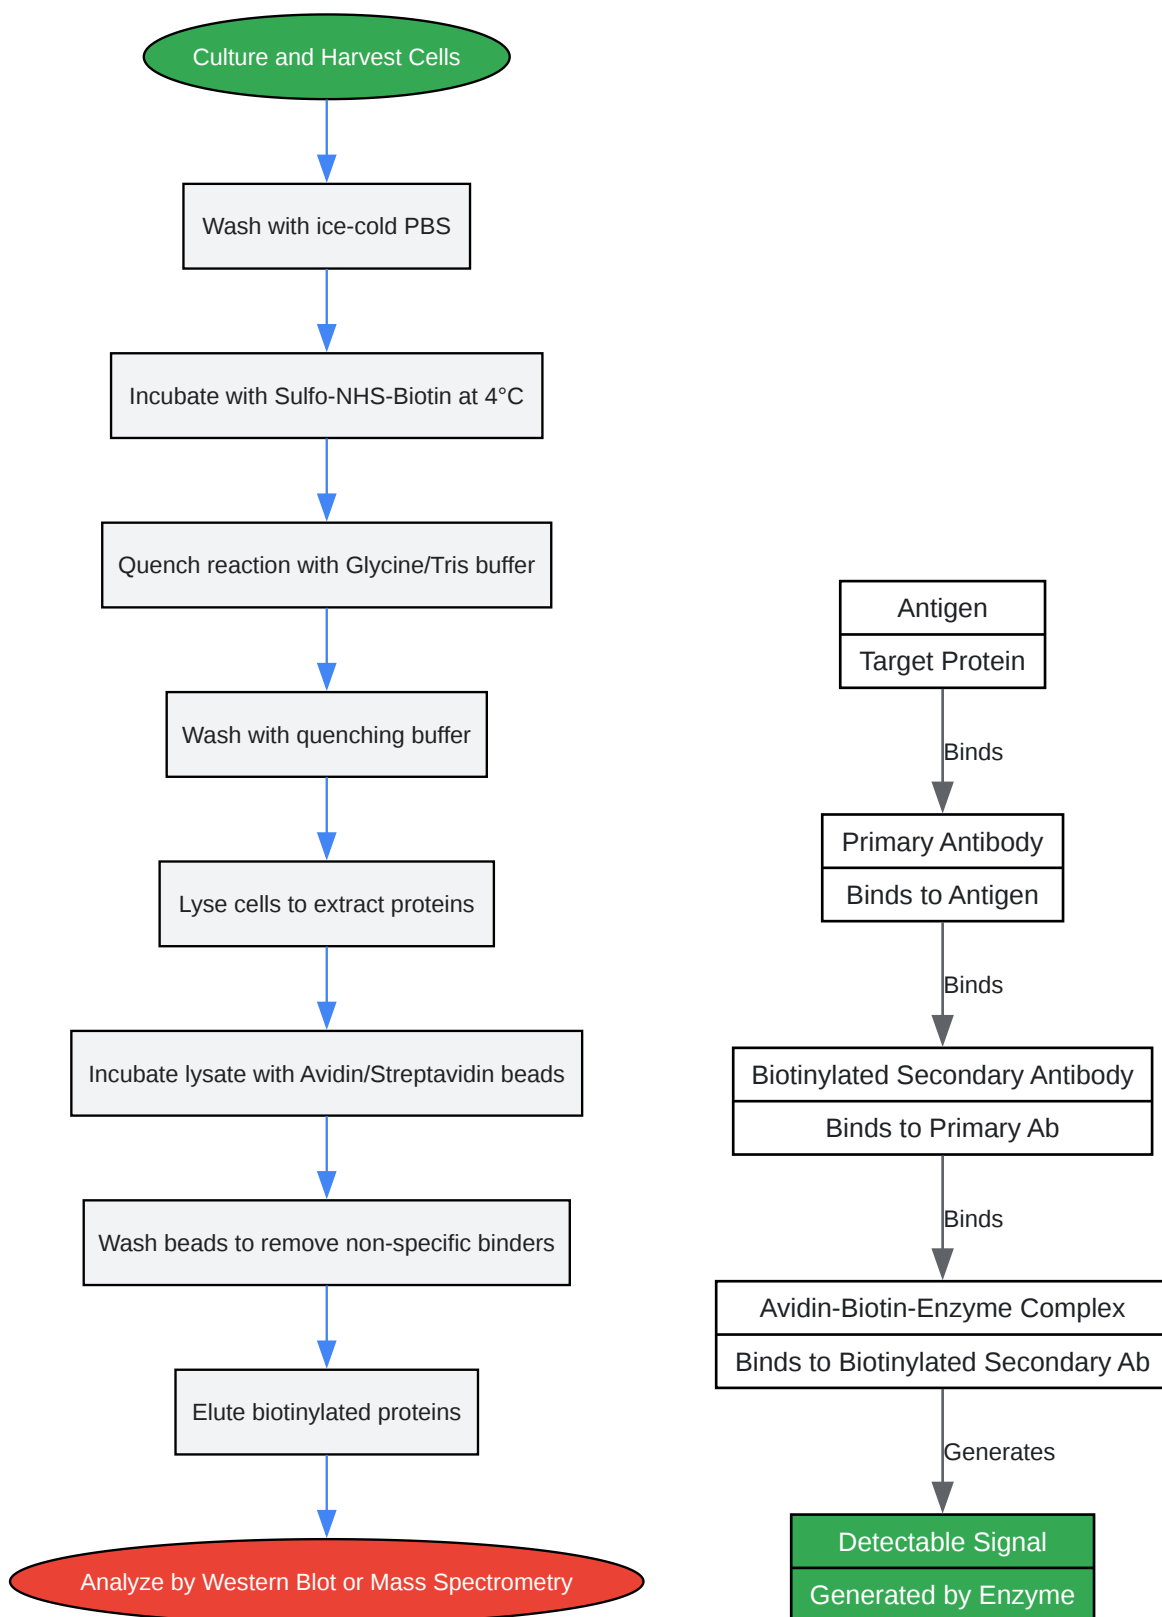 Culture and Harvest Cells
Wash with ice-cold PBS
Incubate with Sulfo-NHS-Biotin at 4°C
Quench reaction with Glycine/Tris buffer
Wash with quenching buffer
Lyse cells to extract proteins
Incubate lysate with Avidin/Streptavidin beads
Wash beads to remove non-specific binders
Elute biotinylated proteins
Analyze by Western Blot or Mass Spectrometry
Antigen
Target Protein
Binds
Primary Antibody
Binds to Antigen
Binds
Biotinylated Secondary Antibody
Binds to Primary Ab
Binds
Avidin-Biotin-Enzyme Complex
Binds to Biotinylated Secondary Ab
Generates
Detectable Signal
Generated by Enzyme